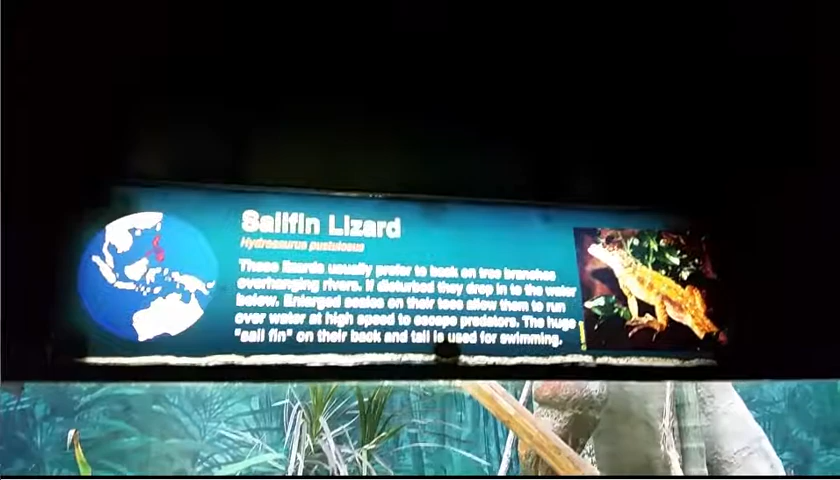 Sailfin Lizard
Hydrosaurus pustulosus
These lizards usually prefer to bask on tree branches
overhanging rivers. If disturbed they drop in to the water
below. Enlarged scales on their toes allow them to run
over water at high speed to escape predators. The huge
"sail fin" on their back and tail is used for swimming.